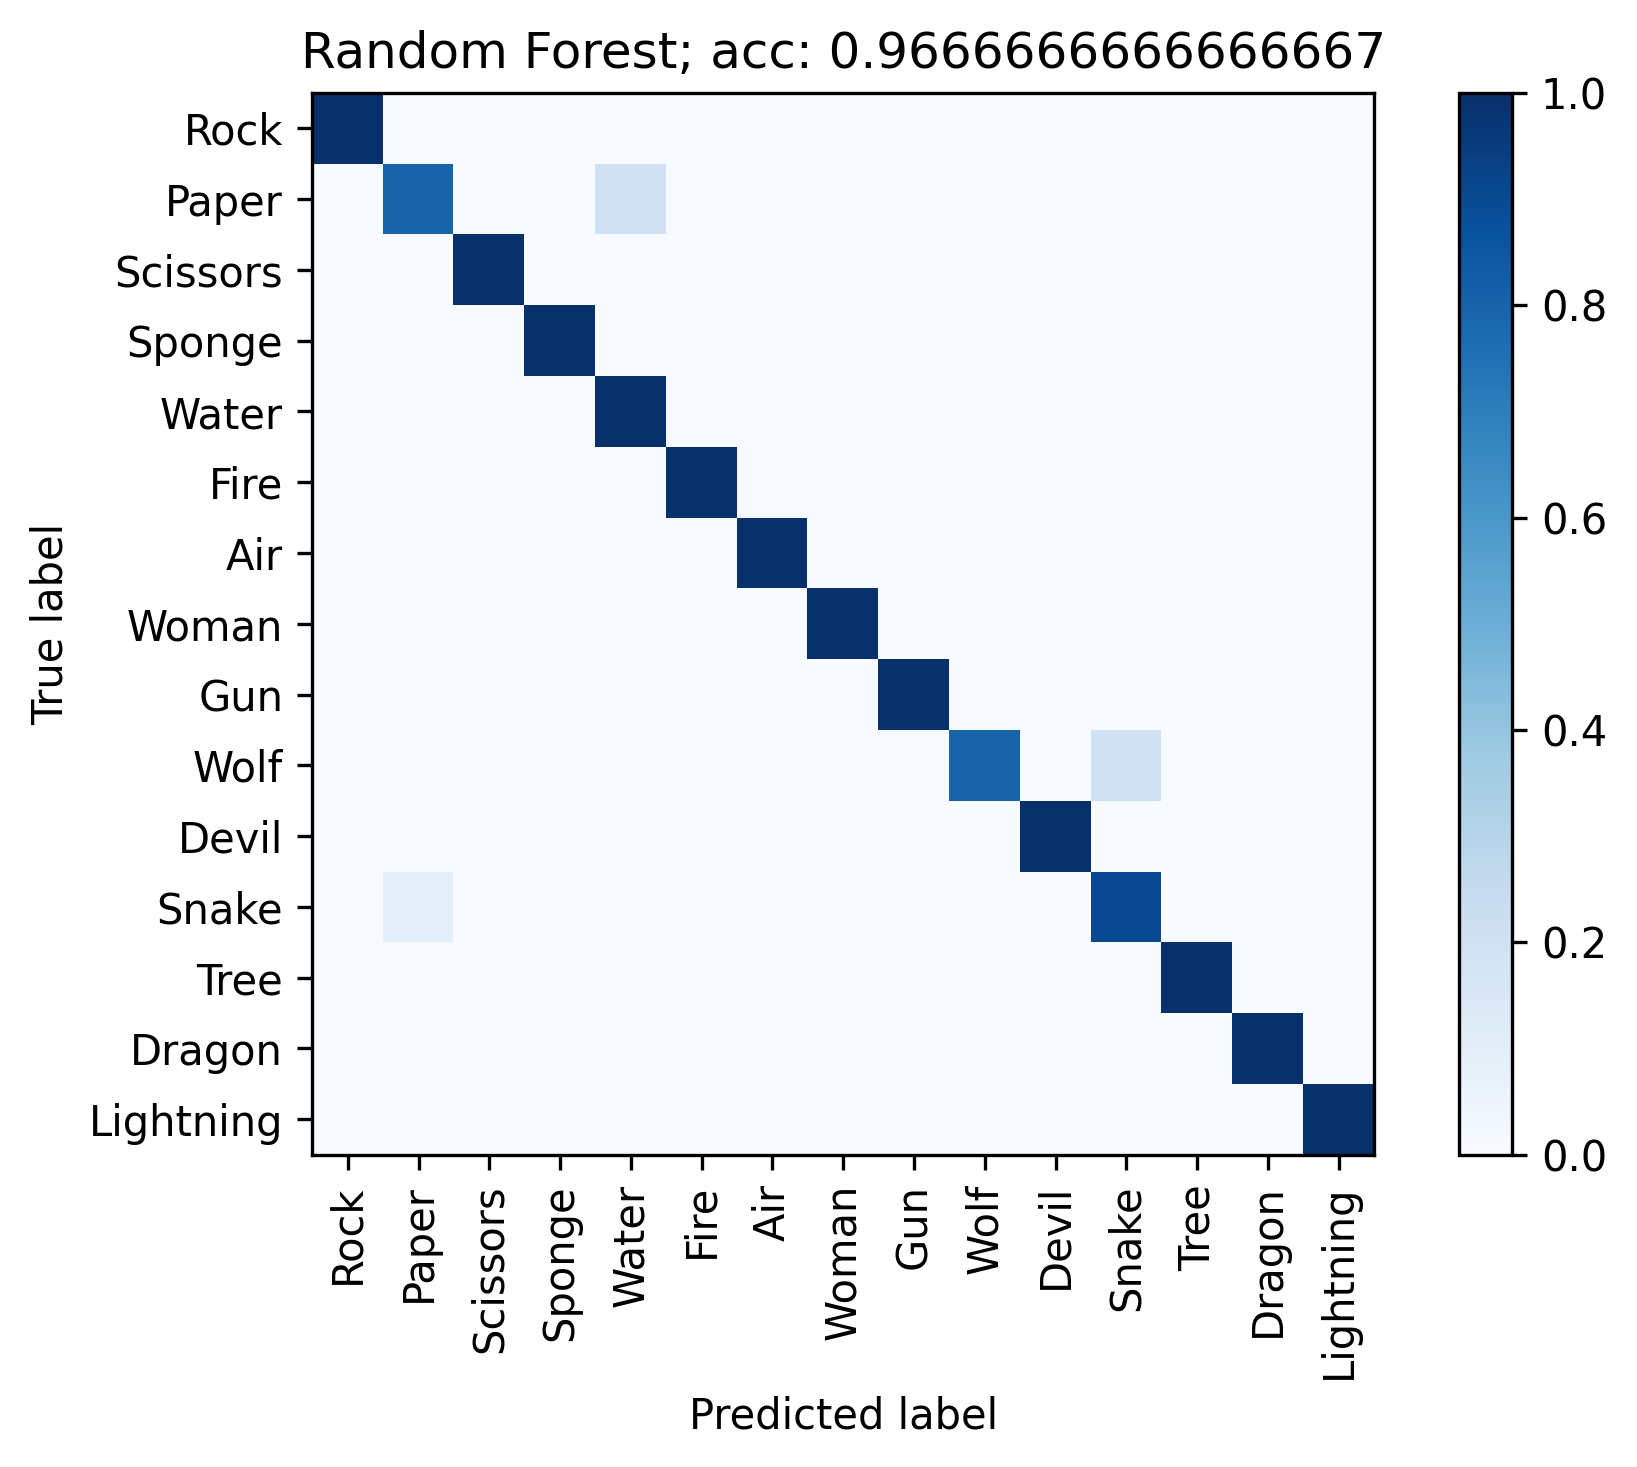 Random Forest; acc: 0.9666666666666667
Rock
Paper
Scissors
Sponge
Water
Fire
Air
Woman
Gun
Wolf
Devil
Snake
Tree
Dragon
Lightning
True label
Rock
Paper
Scissors
Sponge
Water
Fire
Air
Woman
Gun
Wolf
Devil
Snake
Tree
Dragon
Lightning
Predicted label
1.0
0.8
0.6
0.4
0.2
0.0